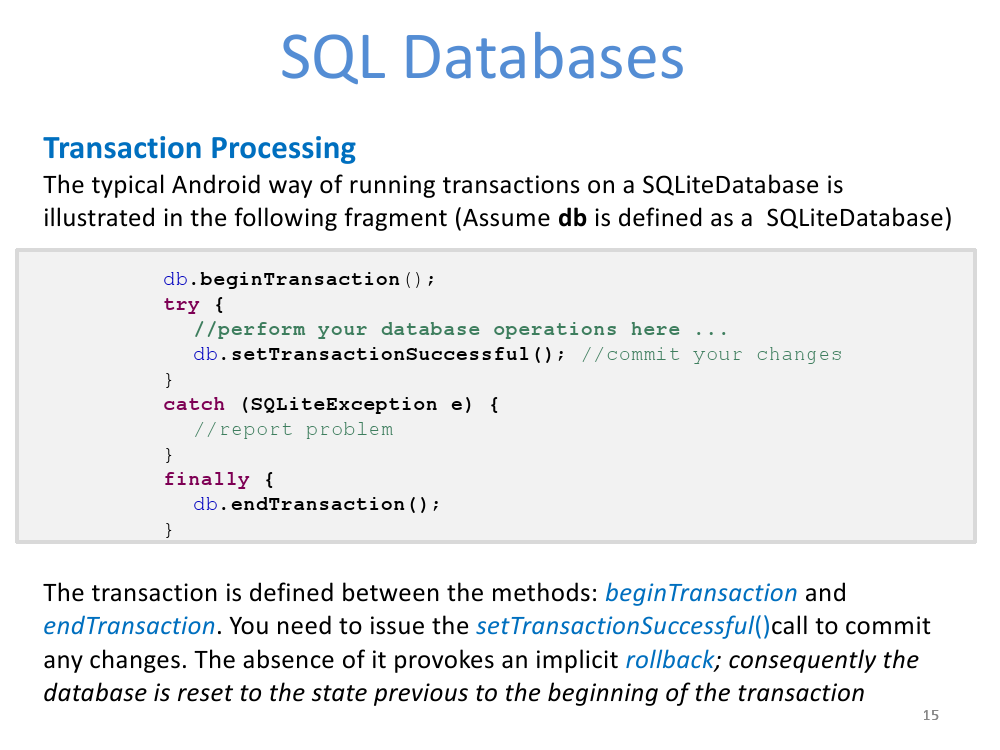 SQL Databases
Transaction Processing
The typical Android way of running transactions on a SQLiteDatabase is
illustrated in the following fragment (Assume db is defined as a  SQLiteDatabase)
db.beginTransaction();
try {
//perform your database operations here ...
db.setTransactionSuccessful(); //commit your changes
}
catch (SQLiteException e) {
//report problem
}
finally {
db.endTransaction();
}
The transaction is defined between the methods: beginTransaction and
endTransaction. You need to issue the setTransactionSuccessful()call to commit
any changes. The absence of it provokes an implicit rollback; consequently the
database is reset to the state previous to the beginning of the transaction
15